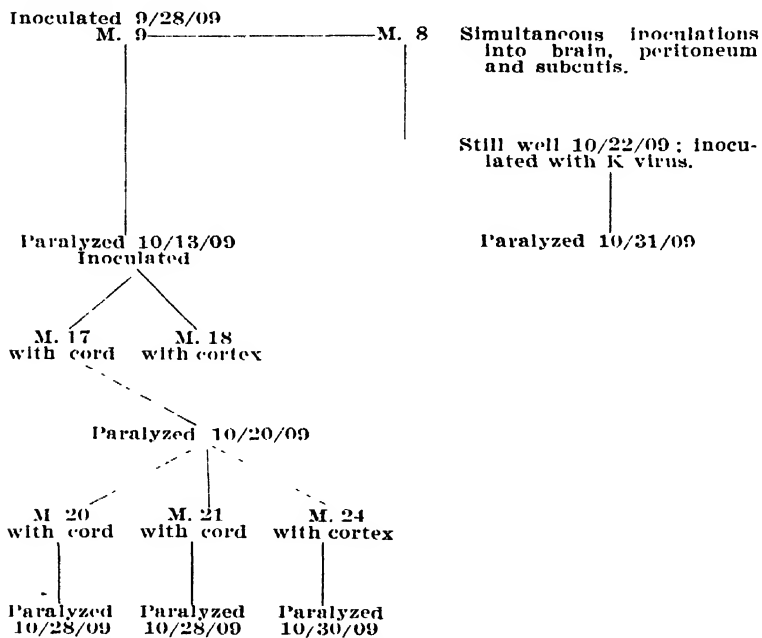 Inoculated 9/28/09
M. 9
M. 8
Simultaneous inoculations
into brain, peritoneum
and subcutis.
Still well 10/22/09; inocu-
lated with K virus.
Paralyzed 10/13/09
Inoculated
Paralyzed 10/31/09
M. 17
with cord
M. 18
with cortex
Paralyzed 10/20/09
M 20
with cord
M. 21
with cord
M. 24
with cortex
Paralyzed
10/28/09
Paralyzed
10/28/09
Paralyzed
10/30/09